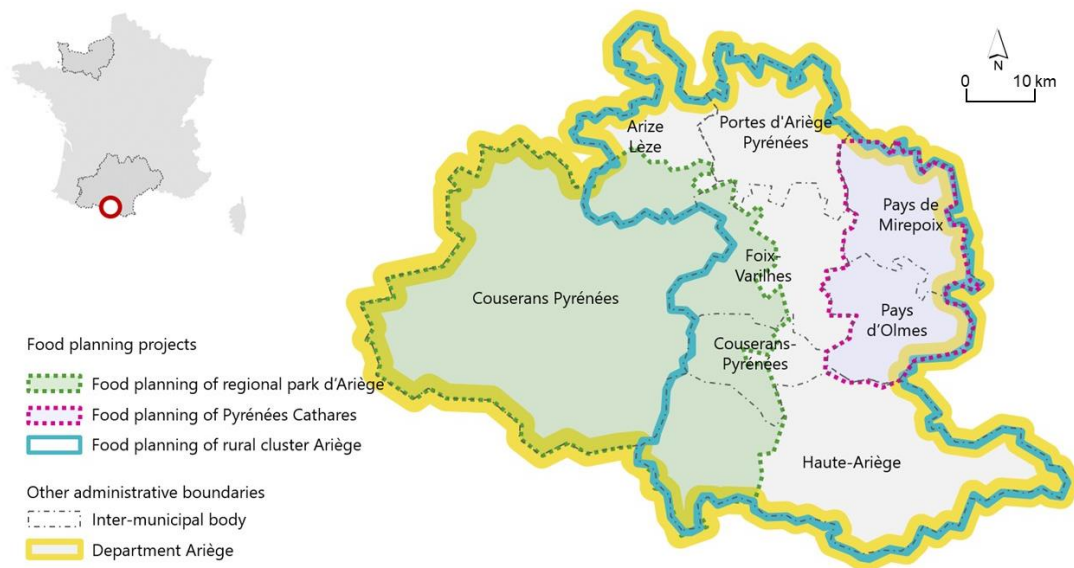 N
0 10 km
Arize
Lèze
Portes d'Ariège
Pyrénées
Pays de
Mirepoix
Foix-
Varilhes
Couserans Pyrénées
Pays
d'Olmes
Couserans-
Pyrénées
Haute-Ariège
Food planning projects
Food planning of regional park d'Ariège
Food planning of Pyrénées Cathares
Food planning of rural cluster Ariège
Other administrative boundaries
Inter-municipal body
Department Ariège